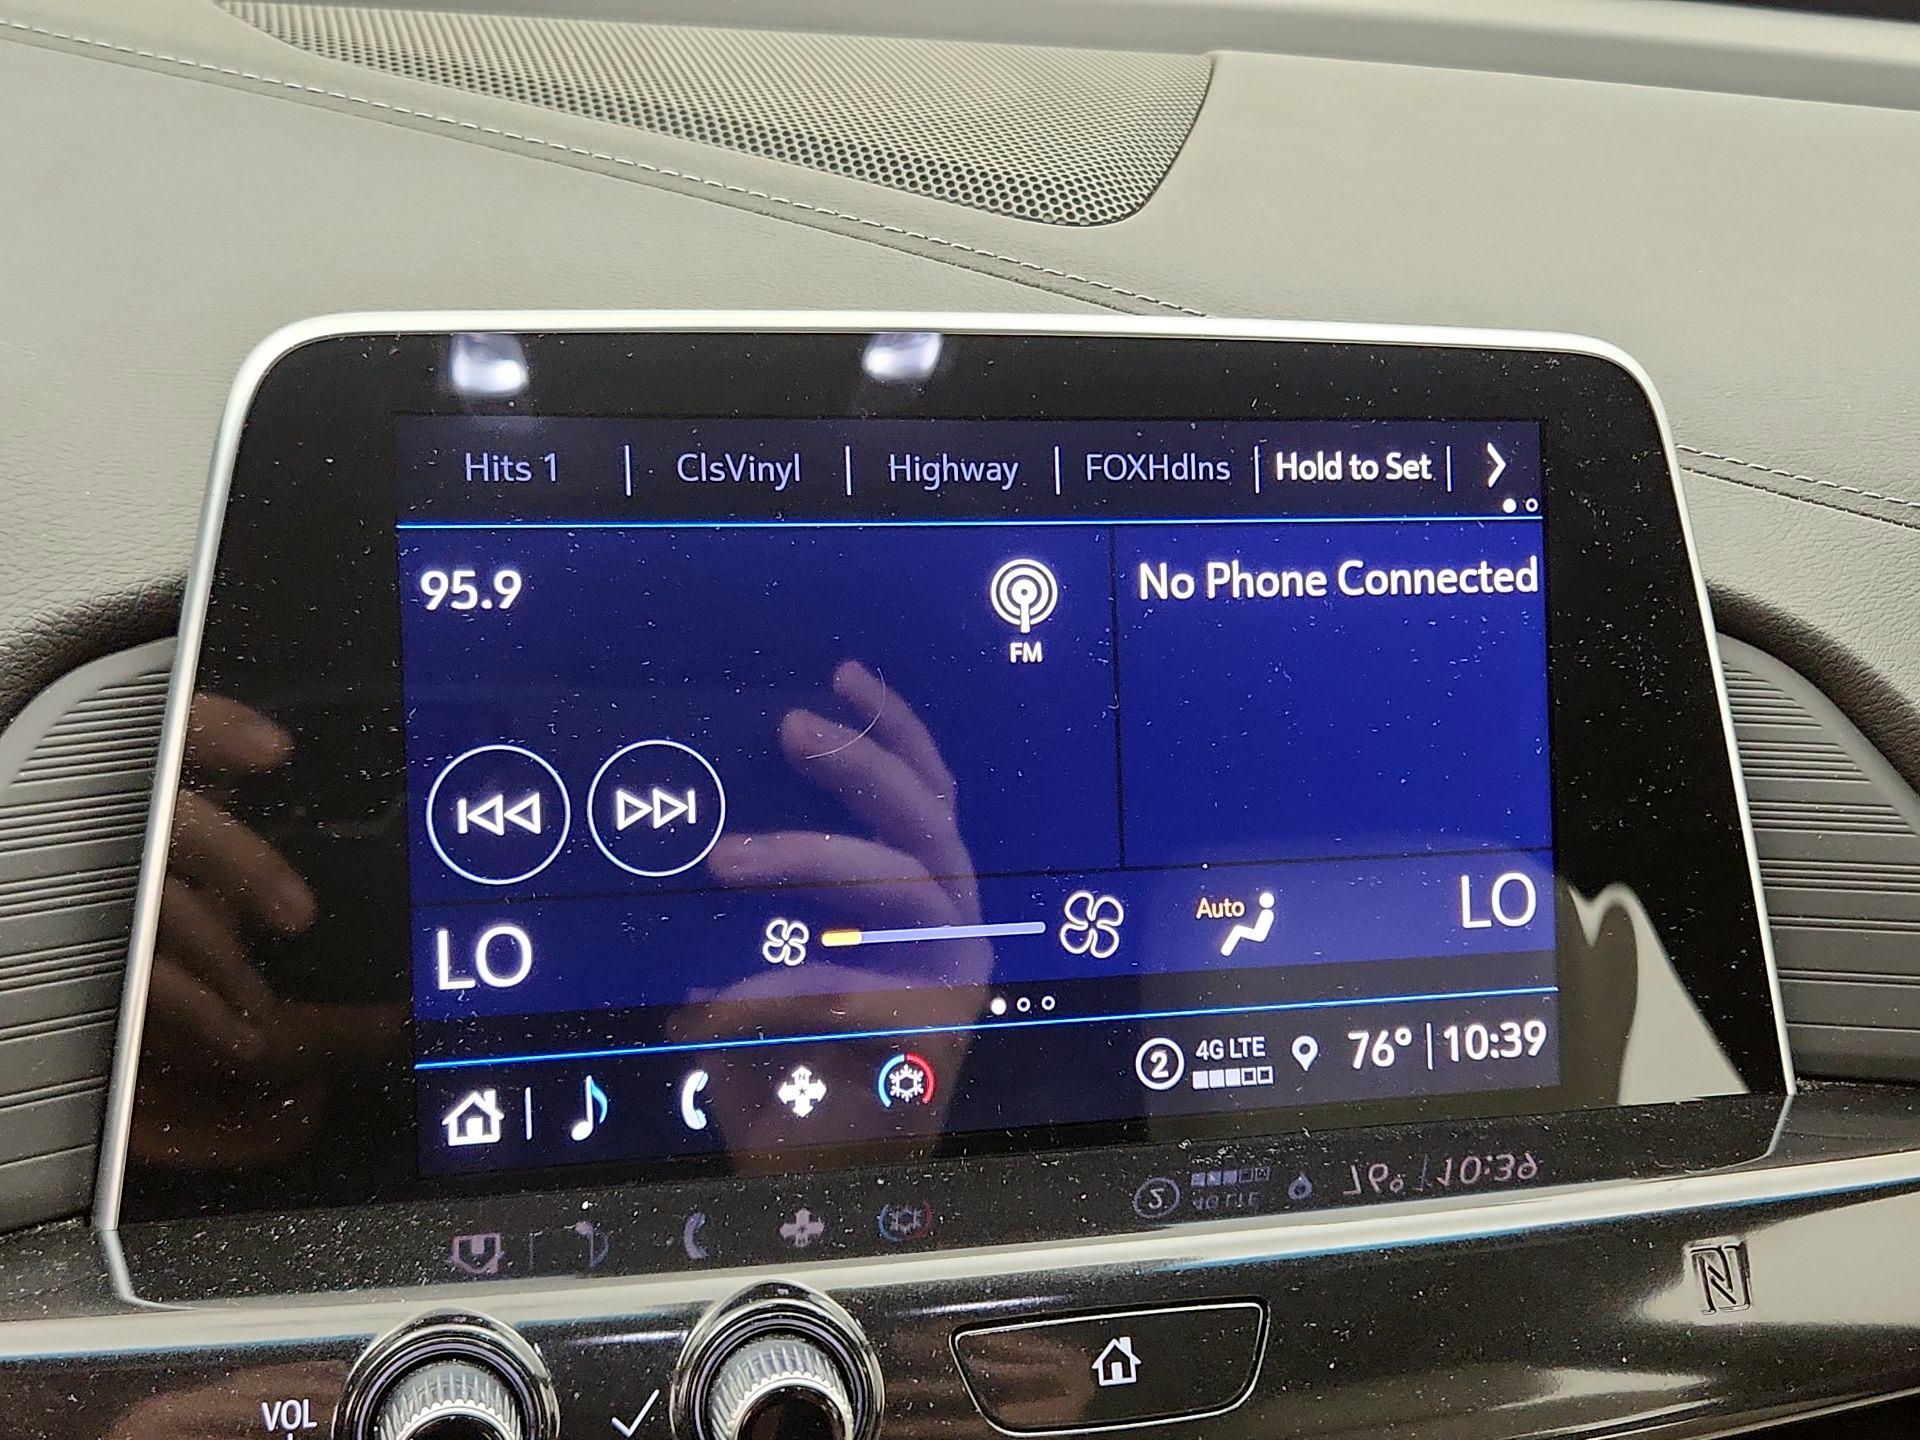 Hits 1 | ClsVinyl | Highway | FOXHdlns | Hold to Set |
95.9
FM
No Phone Connected
LO
Auto
LO
2 4G LTE 76° | 10:39
VOL